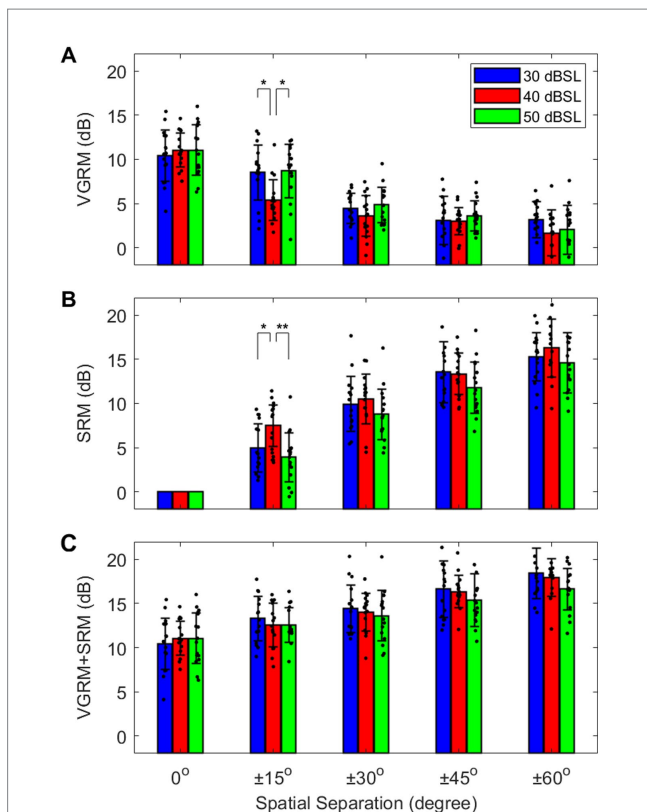 A
20
15
10
5
0
VGRM (dB)
* *
30 dBSL
40 dBSL
50 dBSL
B
20
15
10
5
0
SRM (dB)
* **
C
20
15
10
5
0
VGRM+SRM (dB)
0° ±15° ±30° ±45° ±60°
Spatial Separation (degree)